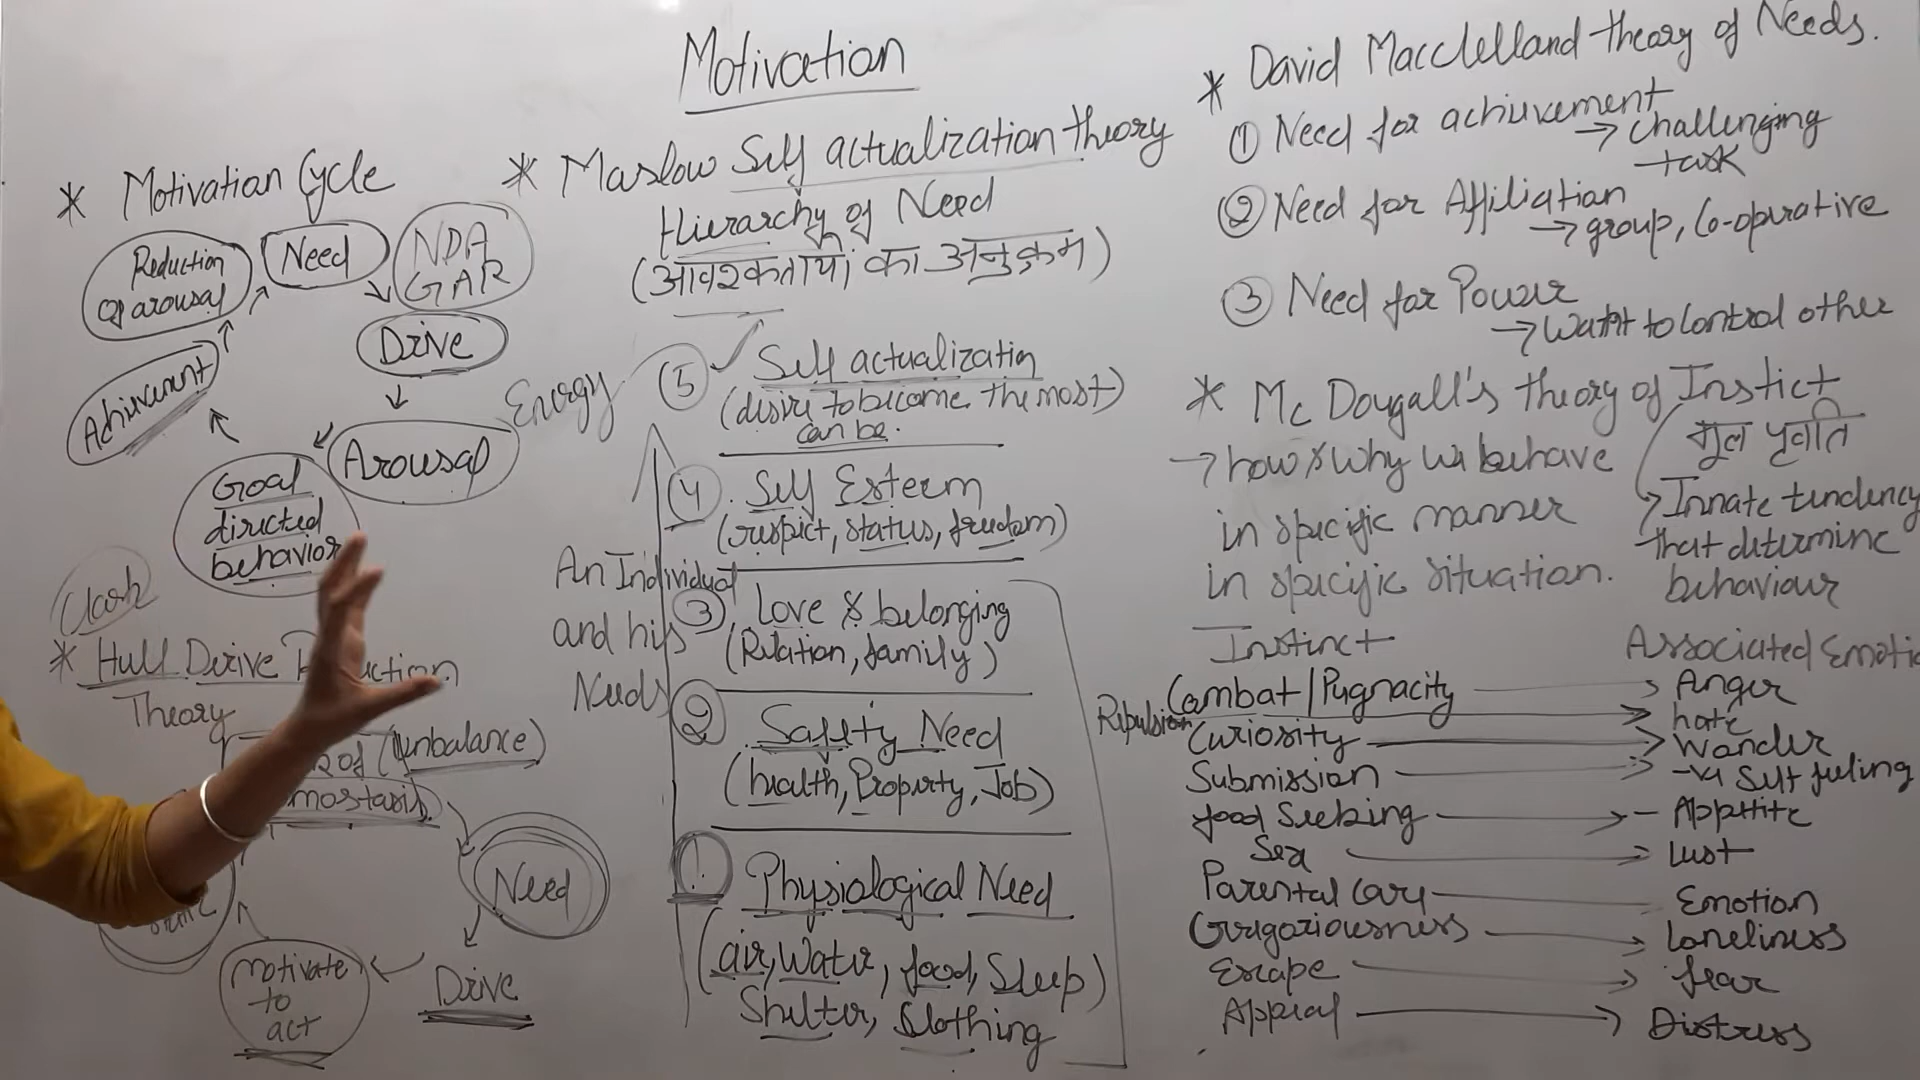 Motivation
* Motivation Cycle
Need
NDA
GAR
Drive
Arousal
Energy
Goal
directed
behavior
Achievement
Reduction
of arousal
Clark
* Hull Drive
Theory
(unbalance)
Need
Drive
motivate
to
act
* Maslow Self actualization theory
Hierarchy of Need
(आवश्कतायों का अनुक्रम)
An Individual
and his
Needs
⑤ Self actualization
(desire to become the most)
can be.
④. Self Esteem
(respect, status, freedom)
③. Love & belonging
(Relation, family)
② Safety Need
(health, Property, Job)
①. Physiological Need
(air, Water, food, Sleep)
Shelter, Clothing
* David Macclelland theory of Needs.
① Need for achievement
→ Challenging
task
② Need for Affiliation
→ group, Co-operative
③ Need for Power
→ Want to Control other
* Mc Dougall's theory of Instict
मुल प्रवति
→ how & Why We behave
in specific manner
in specific situation.
→ Innate tendency
that determine
behaviour
Instinct Associated Emotio
Combat/Pugnacity → Anger
Repulsion → hate
Curiosity → Wonder
Submission → -ve Self feeling
food Seeking → - Appetite
Sex → Lust
Parental Care — Emotion
Gregariousness → Loneliness
Escape → fear
Appeal → Distress